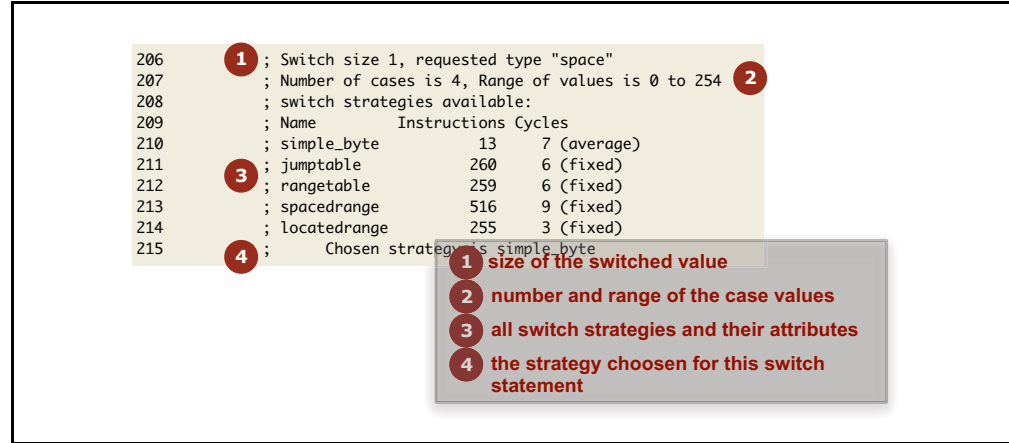 206 1 ; Switch size 1, requested type "space"
207 ; Number of cases is 4, Range of values is 0 to 254 2
208 ; switch strategies available:
209 ; Name Instructions Cycles
210 ; simple_byte 13 7 (average)
211 ; jumptable 260 6 (fixed)
3
212 ; rangetable 259 6 (fixed)
213 ; spacedrange 516 9 (fixed)
214 ; locatedrange 255 3 (fixed)
215 4 ; Chosen strategy is simple_byte
1 size of the switched value
2 number and range of the case values
3 all switch strategies and their attributes
4 the strategy choosen for this switch
statement